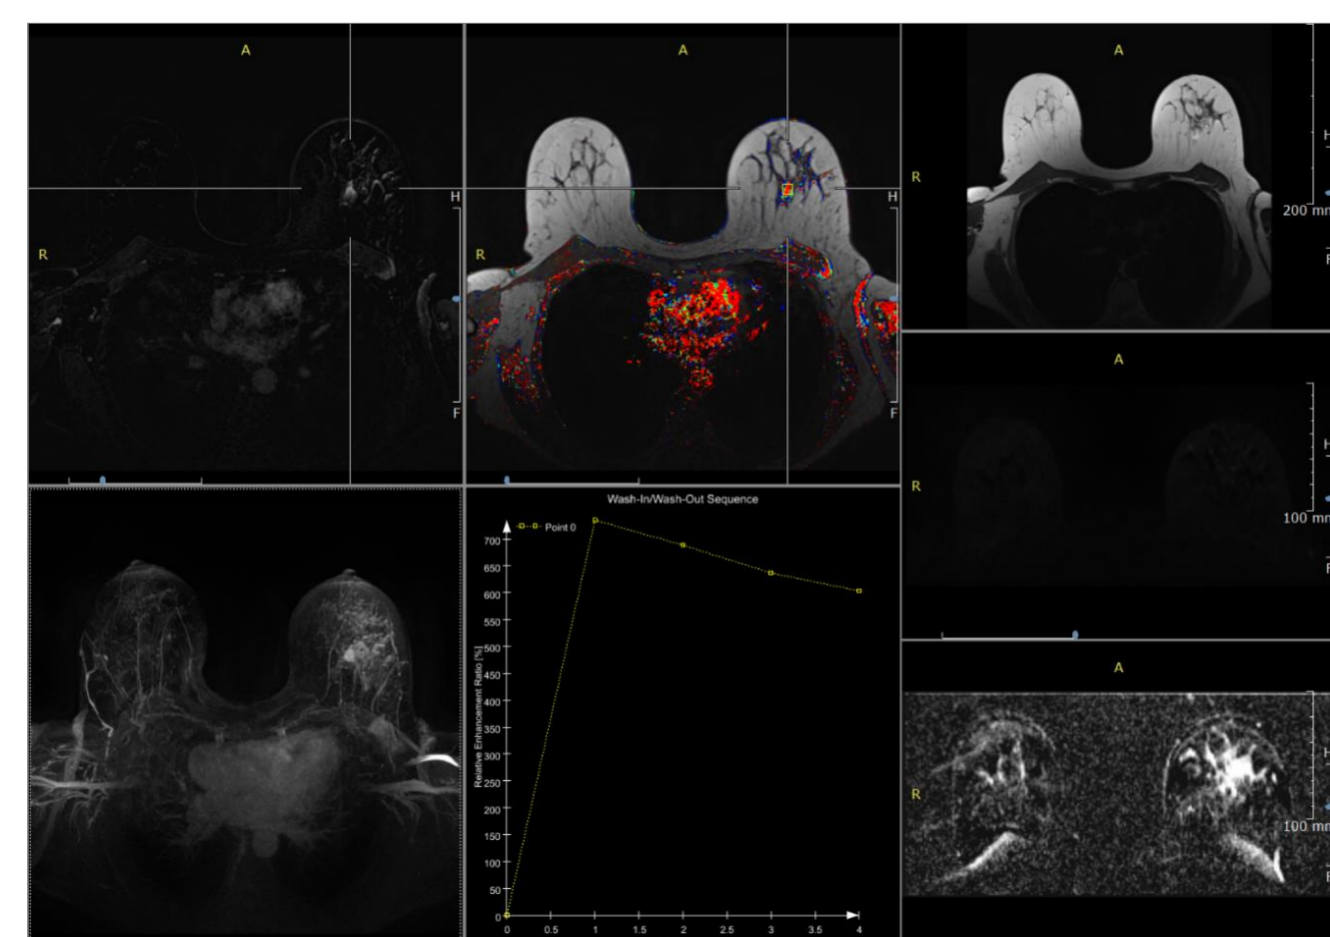 A
H
R
F
A
H
R
F
A
R
H
200 mm
F
A
H
R
100 mm
F
Wash-In/Wash-Out Sequence
Point 0
Relative Enhancement Ratio [%]
700
650
600
550
500
450
400
350
300
250
200
150
100
50
0
0 0.5 1 1.5 2 2.5 3 3.5 4
A
H
R
100 mm
F